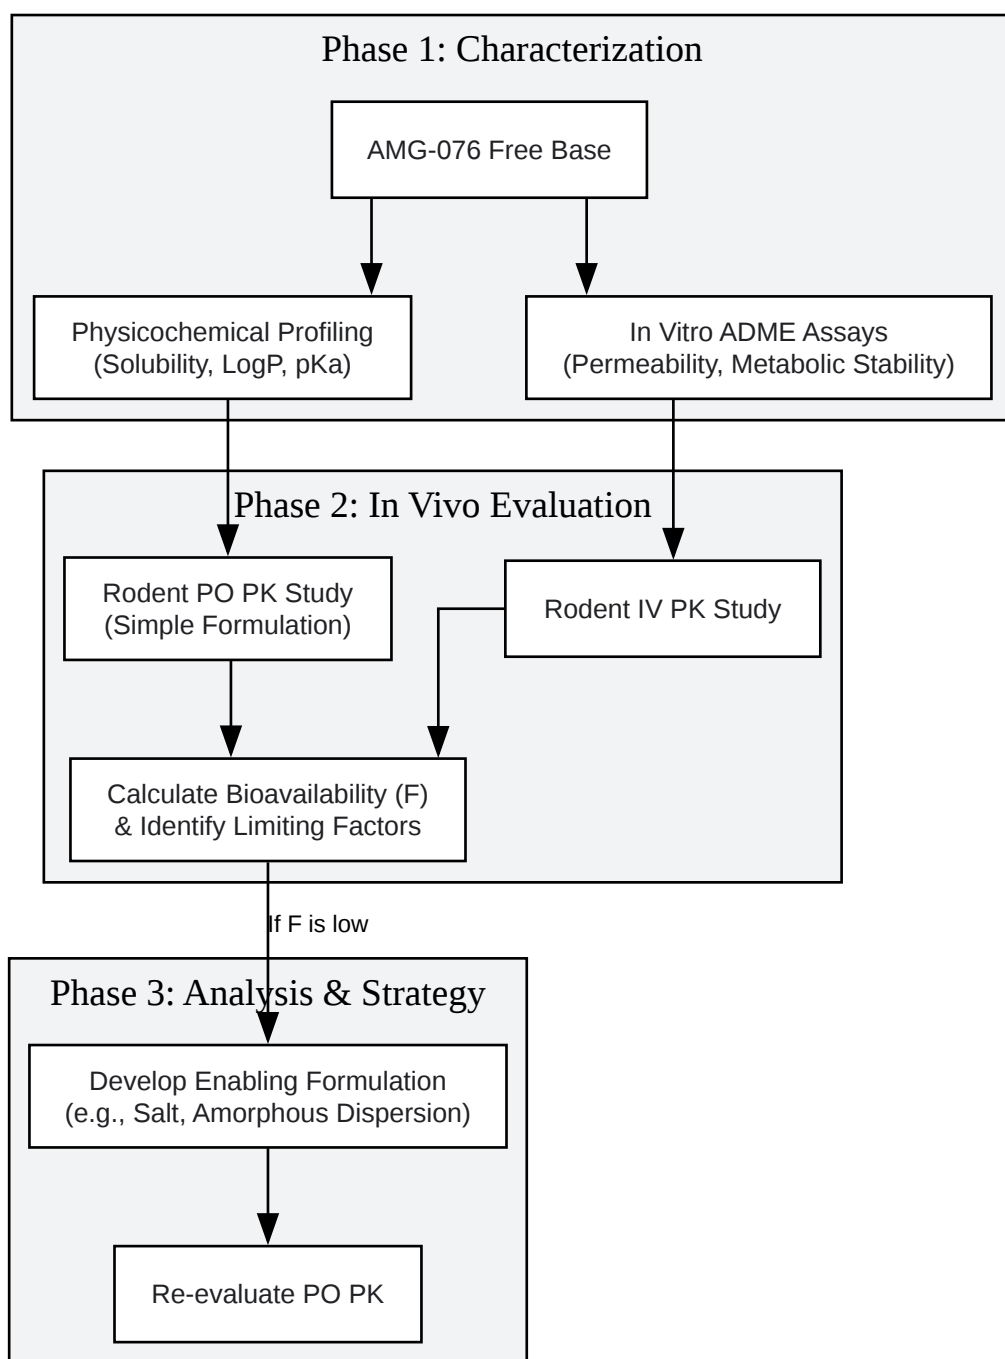 Phase 1: Characterization
AMG-076 Free Base
Physicochemical Profiling
(Solubility, LogP, pKa)
In Vitro ADME Assays
(Permeability, Metabolic Stability)
Phase 2: In Vivo Evaluation
Rodent PO PK Study
(Simple Formulation)
Rodent IV PK Study
Calculate Bioavailability (F)
& Identify Limiting Factors
If F is low
Phase 3: Analysis & Strategy
Develop Enabling Formulation
(e.g., Salt, Amorphous Dispersion)
Re-evaluate PO PK